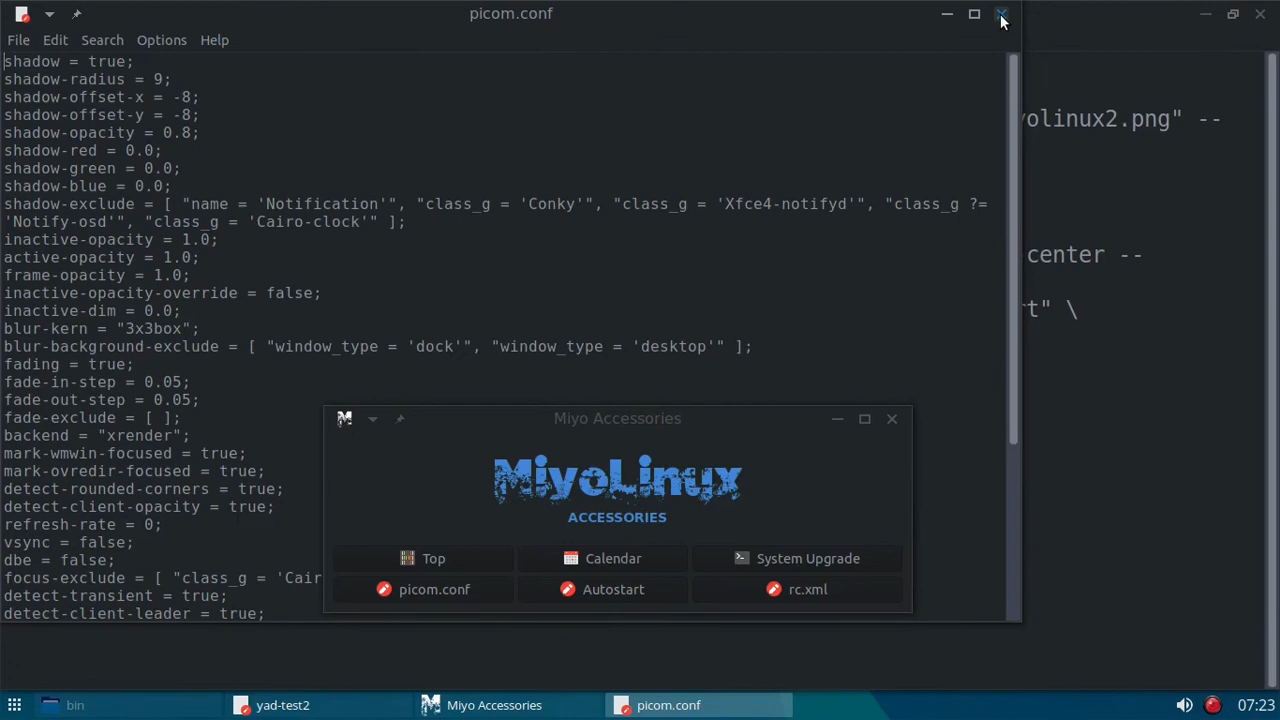 picom.conf
File Edit Search Options Help
shadow = true;
shadow-radius = 9;
shadow-offset-x = -8;
shadow-offset-y = -8;
shadow-opacity = 0.8;
shadow-red = 0.0;
shadow-green = 0.0;
shadow-blue = 0.0;
shadow-exclude = [ "name = 'Notification'", "class_g = 'Conky'", "class_g = 'Xfce4-notifyd'", "class_g ?=
'Notify-osd'", "class_g = 'Cairo-clock'" ];
inactive-opacity = 1.0;
active-opacity = 1.0;
frame-opacity = 1.0;
inactive-opacity-override = false;
inactive-dim = 0.0;
blur-kern = "3x3box";
blur-background-exclude = [ "window_type = 'dock'", "window_type = 'desktop'" ];
fading = true;
fade-in-step = 0.05;
fade-out-step = 0.05;
fade-exclude = [ ];
backend = "xrender";
mark-wmwin-focused = true;
mark-ovredir-focused = true;
detect-rounded-corners = true;
detect-client-opacity = true;
refresh-rate = 0;
vsync = false;
dbe = false;
focus-exclude = [ "class_g = 'Cair
detect-transient = true;
detect-client-leader = true;
yolinux2.png" --
center --
rt" \
Miyo Accessories
MiyoLinux
ACCESSORIES
Top Calendar System Upgrade
picom.conf Autostart rc.xml
bin yad-test2 Miyo Accessories picom.conf 07:23